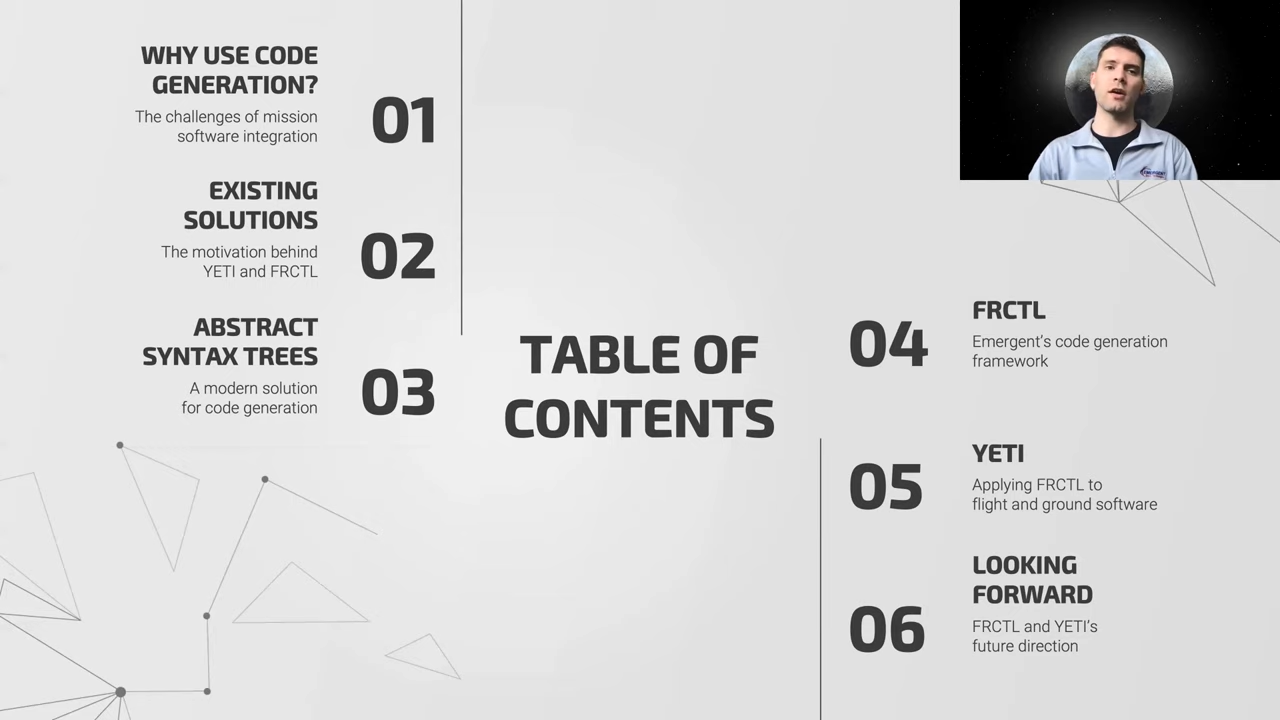 WHY USE CODE
GENERATION?
The challenges of mission
software integration
01
EXISTING
SOLUTIONS
The motivation behind
YETI and FRCTL
02
ABSTRACT
SYNTAX TREES
A modern solution
for code generation
03
TABLE OF
CONTENTS
04
FRCTL
Emergent's code generation
framework
05
YETI
Applying FRCTL to
flight and ground software
06
LOOKING
FORWARD
FRCTL and YETI's
future direction